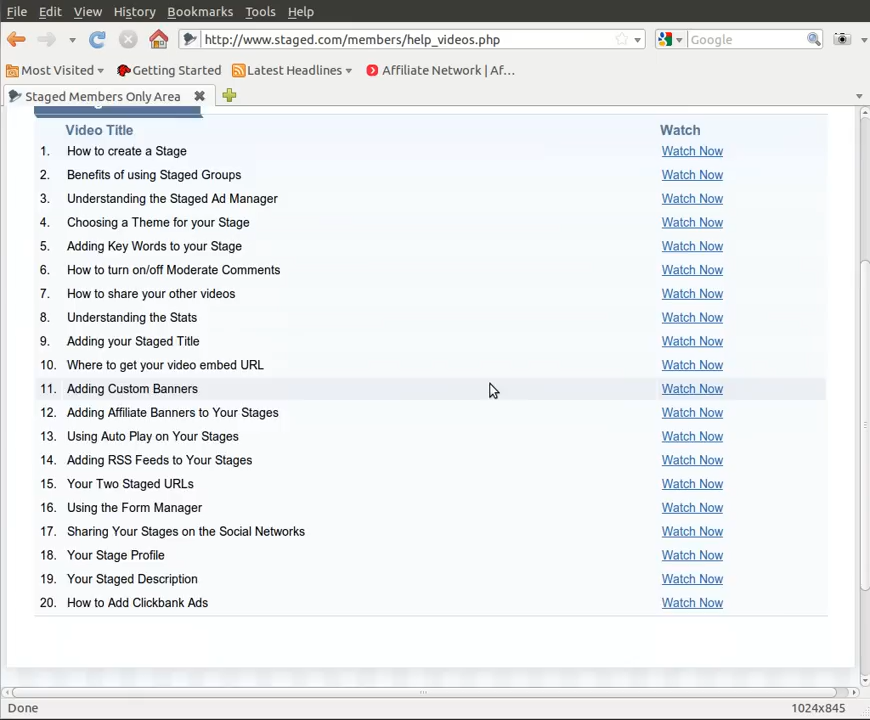 File Edit View History Bookmarks Tools Help
http://www.staged.com/members/help_videos.php Google
Most Visited Getting Started Latest Headlines Affiliate Network | Af...
Staged Members Only Area
Video Title Watch
1. How to create a Stage Watch Now
2. Benefits of using Staged Groups Watch Now
3. Understanding the Staged Ad Manager Watch Now
4. Choosing a Theme for your Stage Watch Now
5. Adding Key Words to your Stage Watch Now
6. How to turn on/off Moderate Comments Watch Now
7. How to share your other videos Watch Now
8. Understanding the Stats Watch Now
9. Adding your Staged Title Watch Now
10. Where to get your video embed URL Watch Now
11. Adding Custom Banners Watch Now
12. Adding Affiliate Banners to Your Stages Watch Now
13. Using Auto Play on Your Stages Watch Now
14. Adding RSS Feeds to Your Stages Watch Now
15. Your Two Staged URLs Watch Now
16. Using the Form Manager Watch Now
17. Sharing Your Stages on the Social Networks Watch Now
18. Your Stage Profile Watch Now
19. Your Staged Description Watch Now
20. How to Add Clickbank Ads Watch Now
Done 1024x845